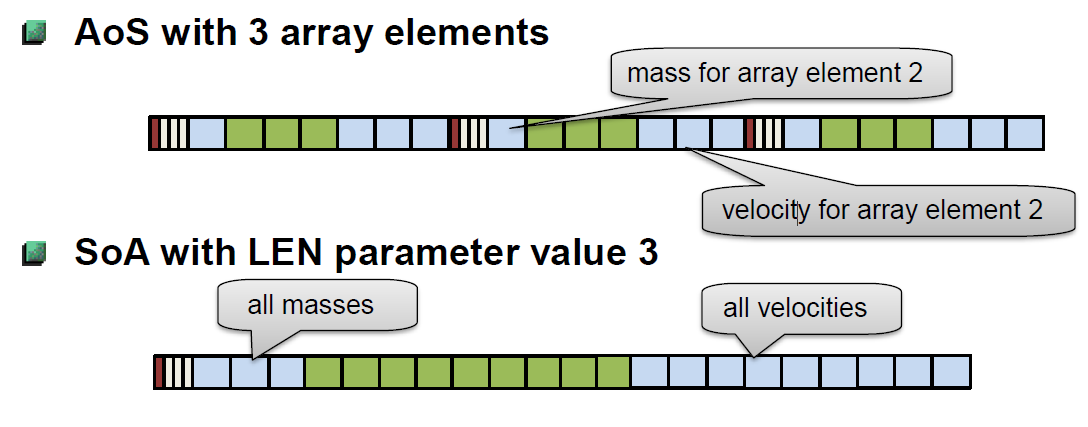 AoS with 3 array elements
mass for array element 2
velocity for array element 2
SoA with LEN parameter value 3
all masses
all velocities